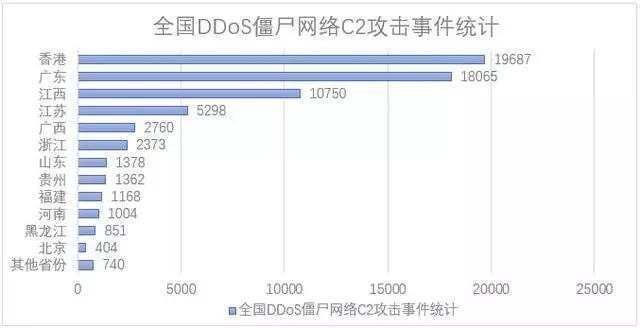 全国DDoS僵尸网络C2攻击事件统计
香港 19687
广东 18065
江西 10750
江苏 5298
广西 2760
浙江 2373
山东 1378
贵州 1362
福建 1168
河南 1004
黑龙江 851
北京 404
其他省份 740
0 5000 10000 15000 20000 25000
全国DDoS僵尸网络C2攻击事件统计